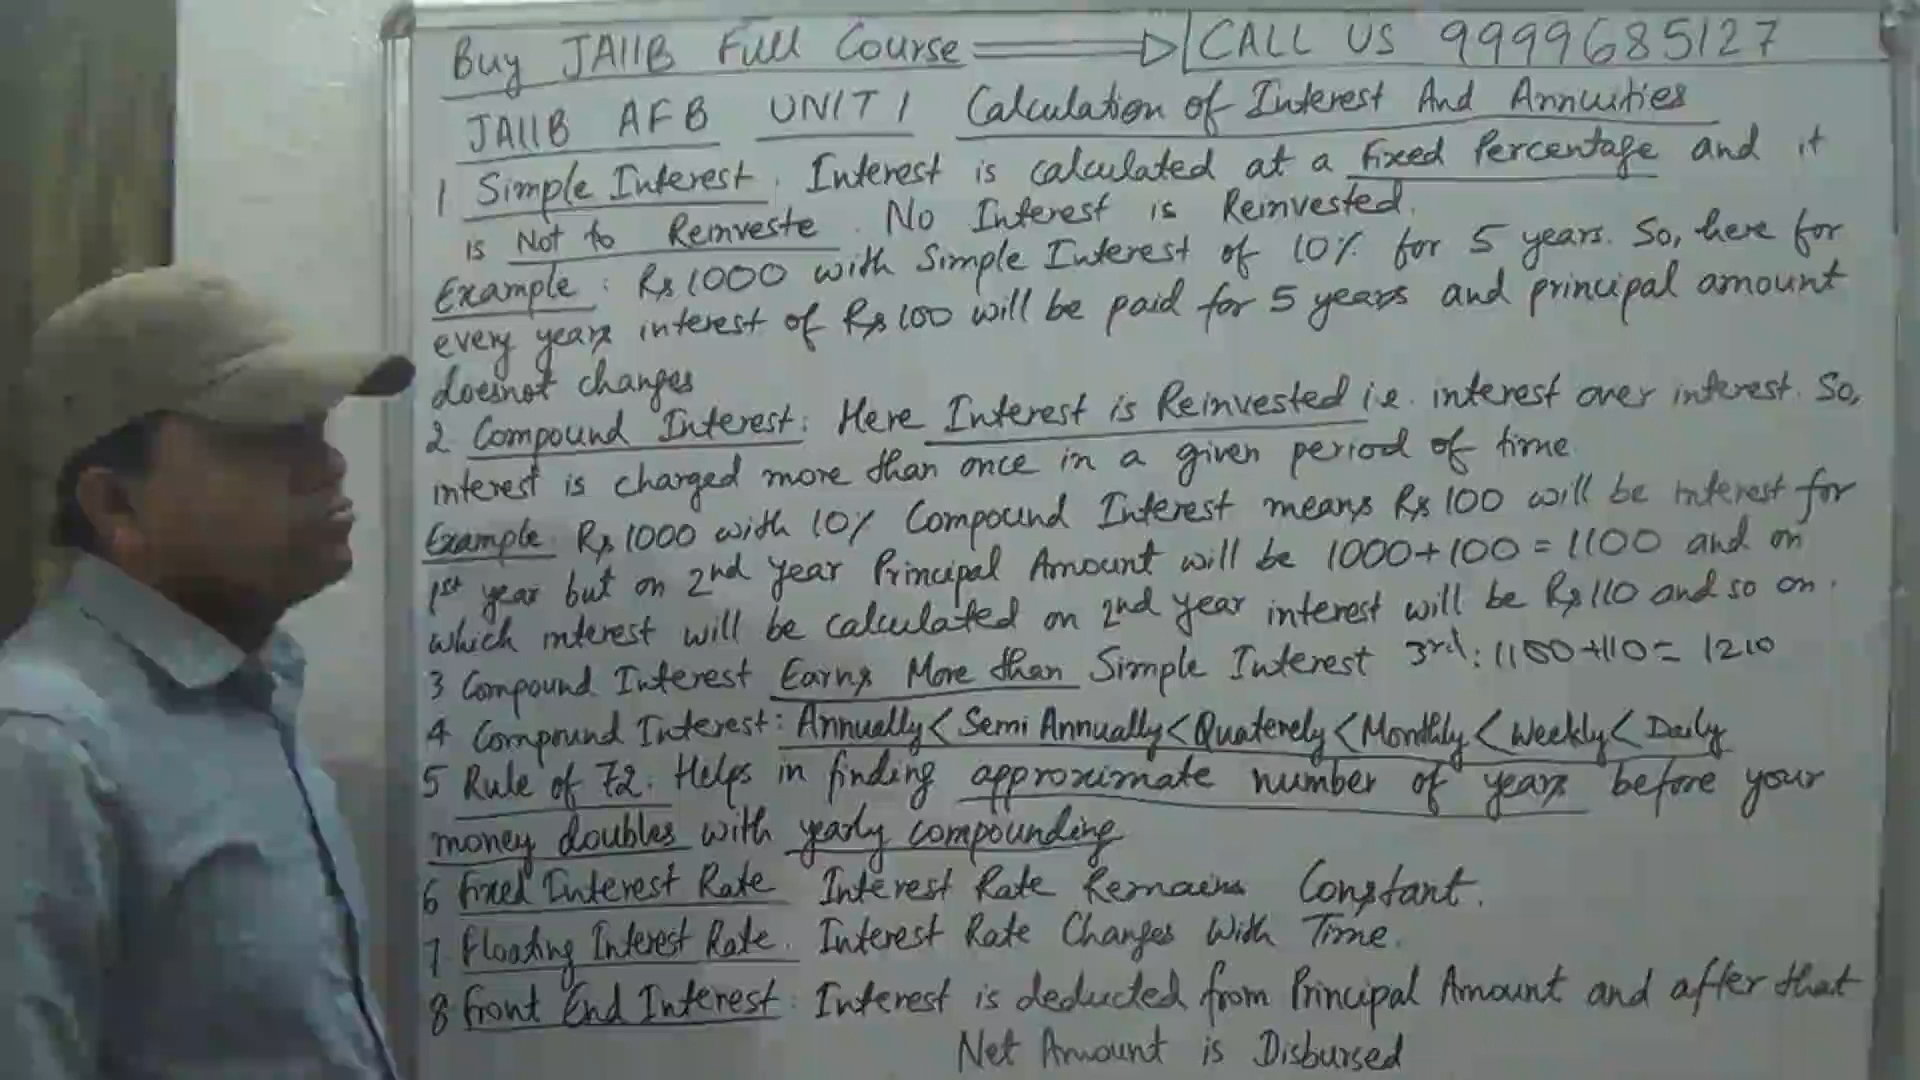 Buy JAIIB Full Course ⟹ CALL US 9999685127
JAIIB AFB UNIT 1 Calculation of Interest And Annuities
1 Simple Interest. Interest is calculated at a Fixed Percentage and it
is Not to Reinveste. No Interest is Reinvested.
Example: Rs 1000 with Simple Interest of 10% for 5 years. So, here for
every years interest of Rs 100 will be paid for 5 years and principal amount
doesnot changes
2 Compound Interest: Here Interest is Reinvested i.e. interest over interest. So,
interest is charged more than once in a given period of time.
Example Rs 1000 with 10% Compound Interest means Rs 100 will be interest for
1st year but on 2nd year Principal Amount will be 1000+100=1100 and on
which interest will be calculated on 2nd year interest will be Rs 110 and so on.
3 Compound Interest Earns More than Simple Interest 3rd: 1100+110= 1210
4 Compound Interest: Annually< Semi Annually< Quaterely <Monthly < Weekly< Daily
5 Rule of 72. Helps in finding approximate number of years before your
money doubles with yearly compounding
6 Fixed Interest Rate Interest Rate Remains Constant.
7 Floating Interest Rate. Interest Rate Changes With Time.
8 Front End Interest: Interest is deducted from Principal Amount and after that
Net Amount is Disbursed